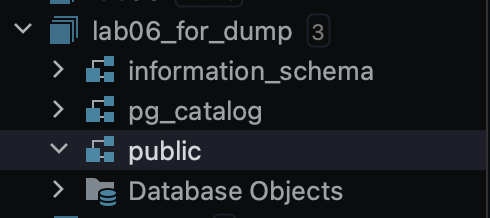 lab06_for_dump 3
information_schema
pg_catalog
public
Database Objects